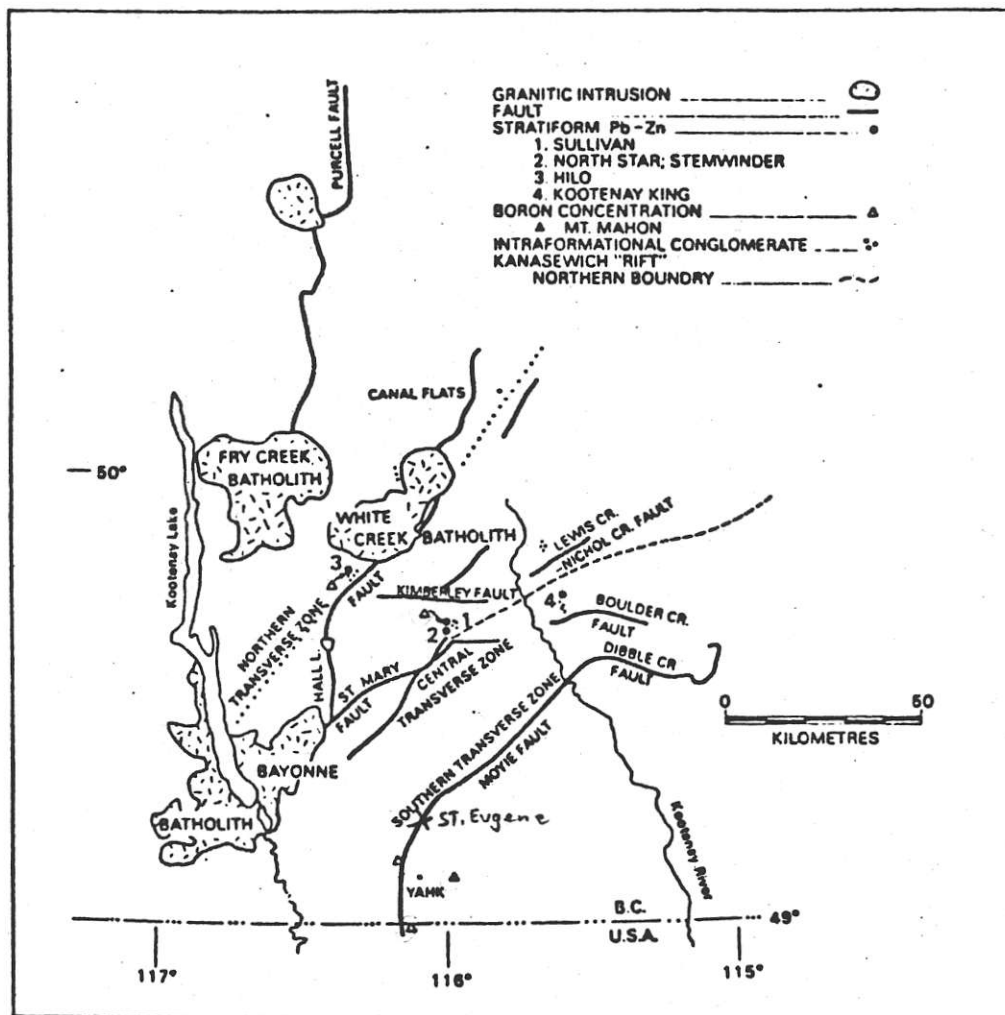 PURCELL FAULT
GRANITIC INTRUSION
FAULT
STRATIFORM Pb-Zn
1. SULLIVAN
2. NORTH STAR; STEMWINDER
3. HILO
4. KOOTENAY KING
BORON CONCENTRATION
MT. MAHON
INTRAFORMATIONAL CONGLOMERATE
KANASEWICH "RIFT"
NORTHERN BOUNDRY
CANAL FLATS
50°
FRY CREEK
BATHOLITH
WHITE
CREEK
BATHOLITH
Kootenay Lake
LEWIS CR.
NICHOL CR. FAULT
3
FAULT
KIMBERLEY FAULT
4
BOULDER CR.
FAULT
1
2
NORTHERN
TRANSVERSE ZONE
HALL L.
ST MARY
FAULT
CENTRAL
TRANSVERSE ZONE
DIBBLE CR
FAULT
0 50
KILOMETRES
BAYONNE
BATHOLITH
SOUTHERN TRANSVERSE ZONE
MOYIE FAULT
ST. Eugene
Kooteney River
YAHK
B.C.
U.S.A.
49°
117°
116°
115°